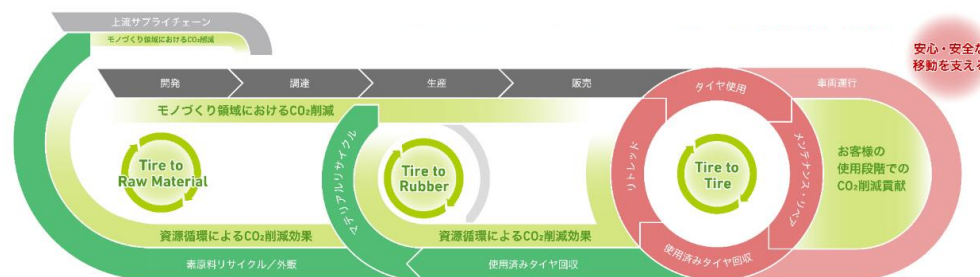 上流サプライチェーン
モノづくり領域におけるCO₂削減
安心・安全な
移動を支える
開発
調達
生産
販売
タイヤ使用
車両運行
モノづくり領域におけるCO₂削減
マテリアルリサイクル
リトレッド
メンテナンス・リペア
Tire to
Raw Material
Tire to
Rubber
Tire to
Tire
お客様の
使用段階での
CO₂削減貢献
資源循環によるCO₂削減効果
資源循環によるCO₂削減効果
素原料リサイクル／外販
使用済みタイヤ回収
使用済みタイヤ回収